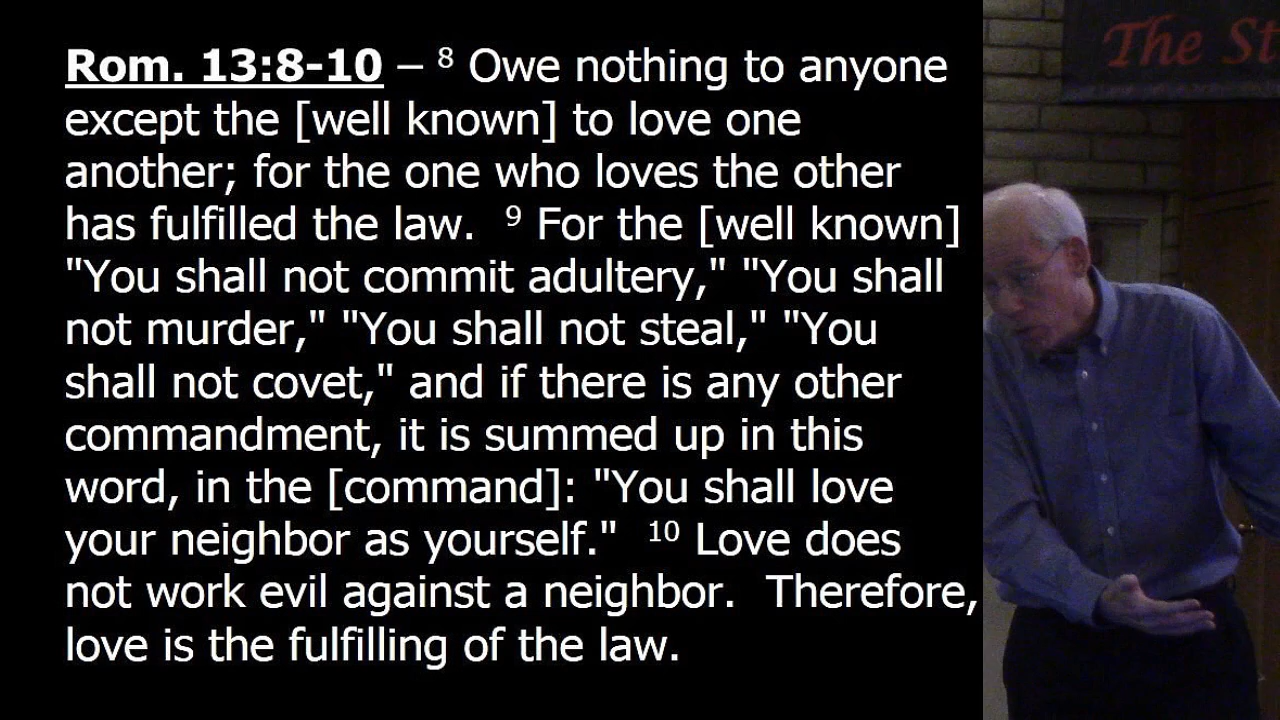 Rom. 13:8-10 – ⁸ Owe nothing to anyone
except the [well known] to love one
another; for the one who loves the other
has fulfilled the law. ⁹ For the [well known]
"You shall not commit adultery," "You shall
not murder," "You shall not steal," "You
shall not covet," and if there is any other
commandment, it is summed up in this
word, in the [command]: "You shall love
your neighbor as yourself." ¹⁰ Love does
not work evil against a neighbor. Therefore,
love is the fulfilling of the law.
The